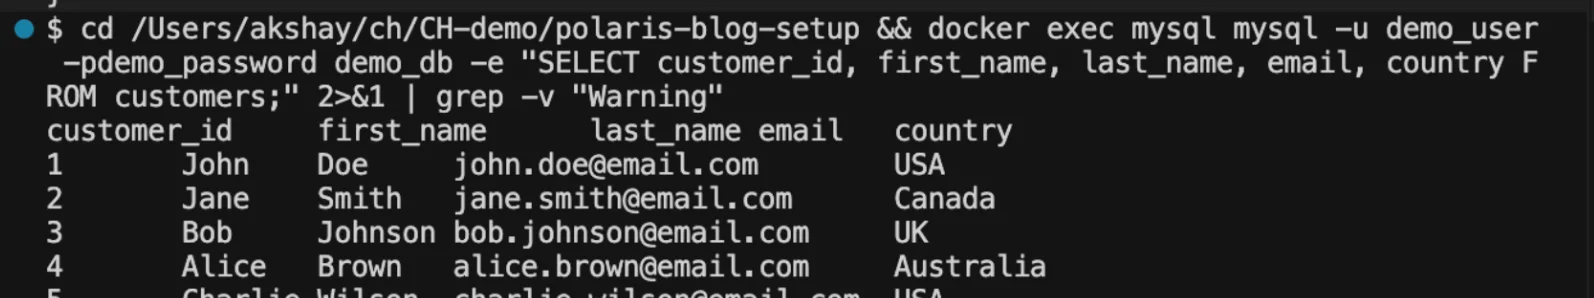 $ cd /Users/akshay/ch/CH-demo/polaris-blog-setup && docker exec mysql mysql -u demo_user
-pdemo_password demo_db -e "SELECT customer_id, first_name, last_name, email, country F
ROM customers;" 2>&1 | grep -v "Warning"
customer_id first_name last_name email country
1 John Doe john.doe@email.com USA
2 Jane Smith jane.smith@email.com Canada
3 Bob Johnson bob.johnson@email.com UK
4 Alice Brown alice.brown@email.com Australia
5 Charlie Wilson charlie.wilson@email.com USA